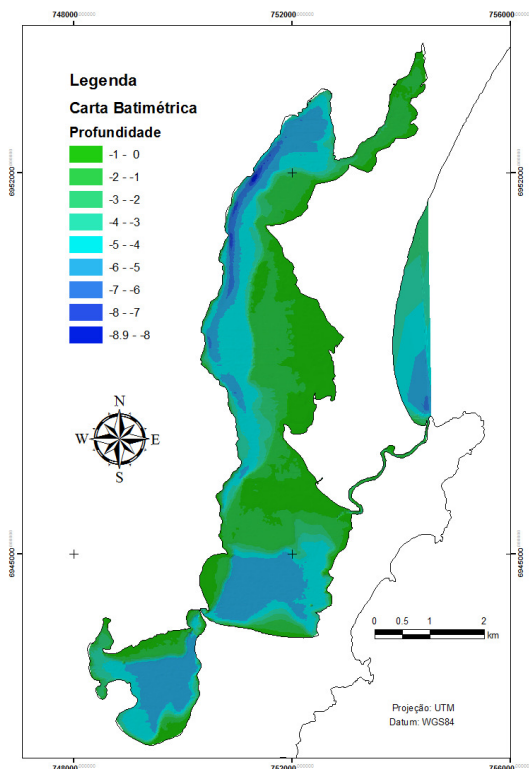 748000
752000
756000
6952000
6952000
Legenda
Carta Batimétrica
Profundidade
-1 - 0
-2 - -1
-3 - -2
-4 - -3
-5 - -4
-6 - -5
-7 - -6
-8 - -7
-8.9 - -8
N
W E
S
6945000
6945000
0 0.5 1 2
km
Projeção: UTM
Datum: WGS84
748000
752000
756000